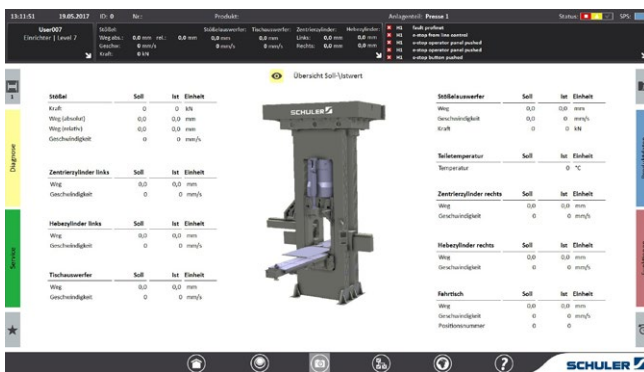 13:11:51 19.05.2017 ID: 0 Nr.: Produkt: Anlagenteil: Presse 1 Status: SPS:
User007
Einrichter | Level 7
Stößel:
Weg abs.: 0,0 mm rel.: 0,0 mm
Geschw: 0 mm/s
Kraft: 0 kN
Stößelauswerfer:
0,0 mm
0 mm/s
Tischauswerfer:
0,0 mm
0 mm/s
Zentrierzylinder:
Links: 0,0 mm
Rechts: 0,0 mm
Hebezylinder:
0,0 mm
0,0 mm
H1 fault profinet
H1 e-stop from line control
H1 e-stop operator panel pushed
H1 e-stop operator panel pushed
H1 e-stop button pushed
Übersicht Soll-\Istwert
1
Diagnose
Service
Stößel Soll Ist Einheit
Kraft 0 0 kN
Weg (absolut) 0,0 0,0 mm
Weg (relativ) 0,0 0,0 mm
Geschwindigkeit 0 0 mm/s
Zentrierzylinder links Soll Ist Einheit
Weg 0,0 0,0 mm
Geschwindigkeit 0 0 mm/s
Hebezylinder links Soll Ist Einheit
Weg 0,0 0,0 mm
Geschwindigkeit 0 0 mm/s
Tischauswerfer Soll Ist Einheit
Weg 0,0 0,0 mm
Geschwindigkeit 0 0 mm/s
SCHULER
Stößelauswerfer Soll Ist Einheit
Weg 0,0 0,0 mm
Geschwindigkeit 0,0 0,0 mm/s
Kraft 0 0 kN
Teiletemperatur Soll Ist Einheit
Temperatur 0 °C
Zentrierzylinder rechts Soll Ist Einheit
Weg 0,0 0,0 mm
Geschwindigkeit 0 0 mm/s
Hebezylinder rechts Soll Ist Einheit
Weg 0,0 0,0 mm
Geschwindigkeit 0 0 mm/s
Fahrtisch Soll Ist Einheit
Weg 0,0 0,0 mm
Geschwindigkeit 0 0 mm/s
Positionsnummer 0 0
?
SCHULER